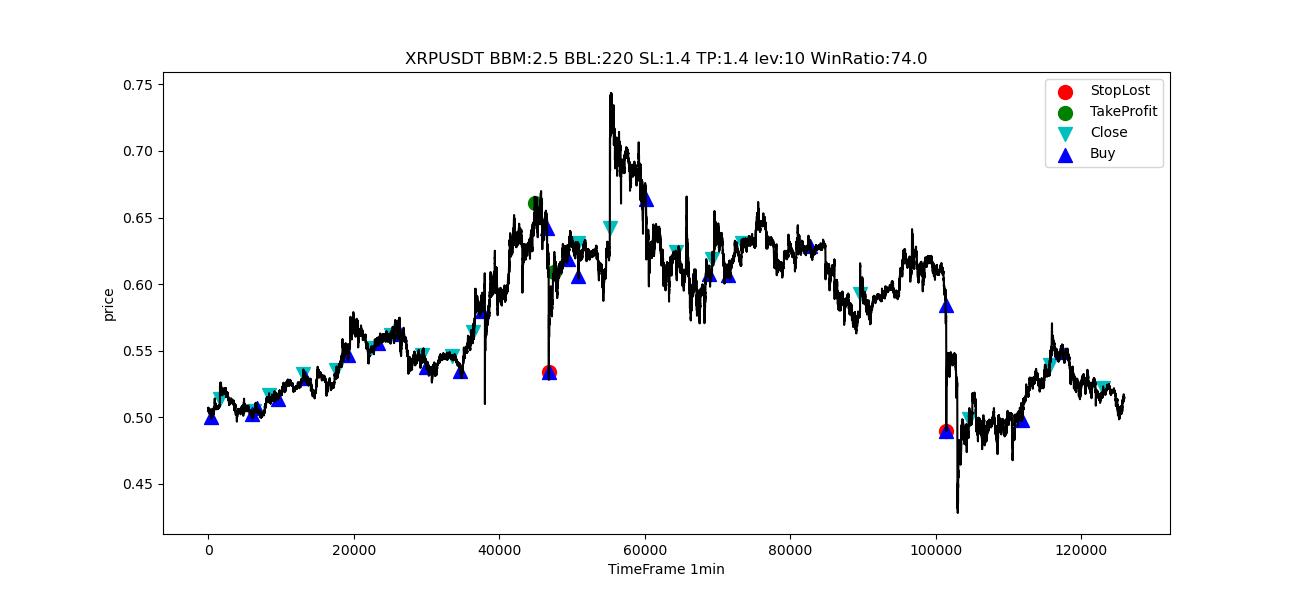 XRPUSDT BBM:2.5 BBL:220 SL:1.4 TP:1.4 lev:10 WinRatio:74.0
StopLost
TakeProfit
Close
Buy
0.75
0.70
0.65
0.60
0.55
0.50
0.45
price
0 20000 40000 60000 80000 100000 120000
TimeFrame 1min